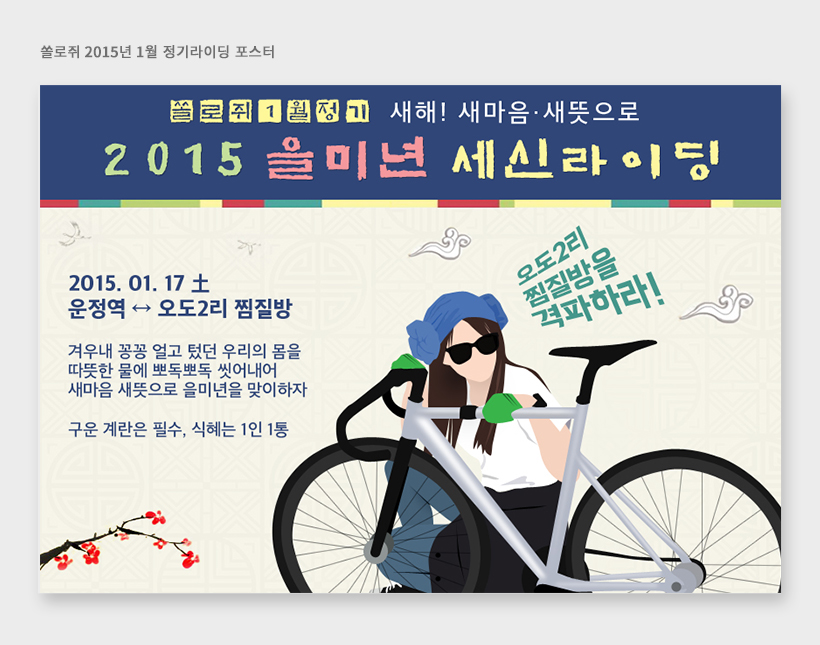 쏠로쥐 2015년 1월 정기라이딩 포스터
쏠로쥐1월정기 새해! 새마음·새뜻으로
2015 을미년 세신라이딩
오도2리
찜질방을
격파하라!
2015. 01. 17 土
운정역 ↔ 오도2리 찜질방
겨우내 꽁꽁 얼고 텄던 우리의 몸을
따뜻한 물에 뽀독뽀독 씻어내어
새마음 새뜻으로 을미년을 맞이하자
구운 계란은 필수, 식혜는 1인 1통